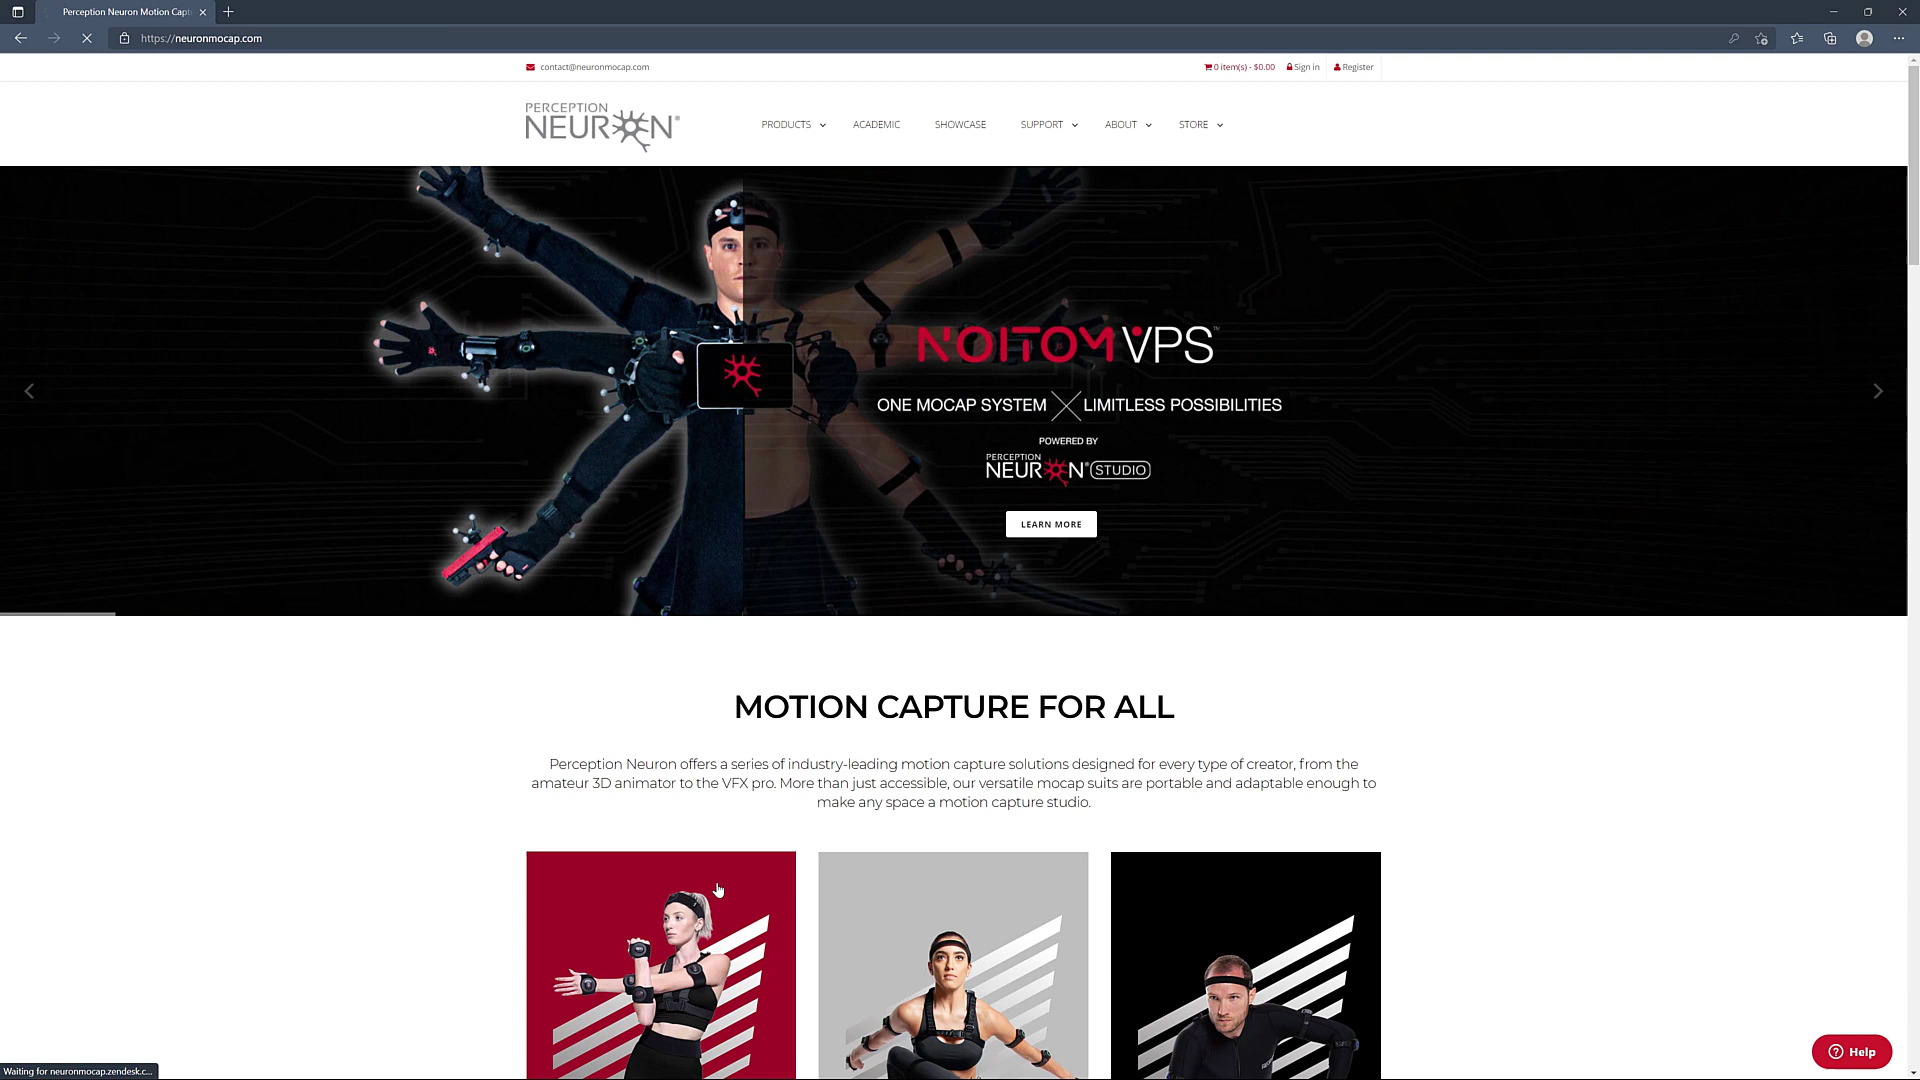 Perception Neuron Motion Capt
https://neuronmocap.com
contact@neuronmocap.com
0 item(s) - $0.00
Sign in
Register
PERCEPTION
NEURON®
PRODUCTS
ACADEMIC
SHOWCASE
SUPPORT
ABOUT
STORE
NOITOM VPS™
ONE MOCAP SYSTEM X LIMITLESS POSSIBILITIES
POWERED BY
PERCEPTION
NEURON® STUDIO
LEARN MORE
MOTION CAPTURE FOR ALL
Perception Neuron offers a series of industry-leading motion capture solutions designed for every type of creator, from the
amateur 3D animator to the VFX pro. More than just accessible, our versatile mocap suits are portable and adaptable enough to
make any space a motion capture studio.
Help
Waiting for neuronmocap.zendesk.c...